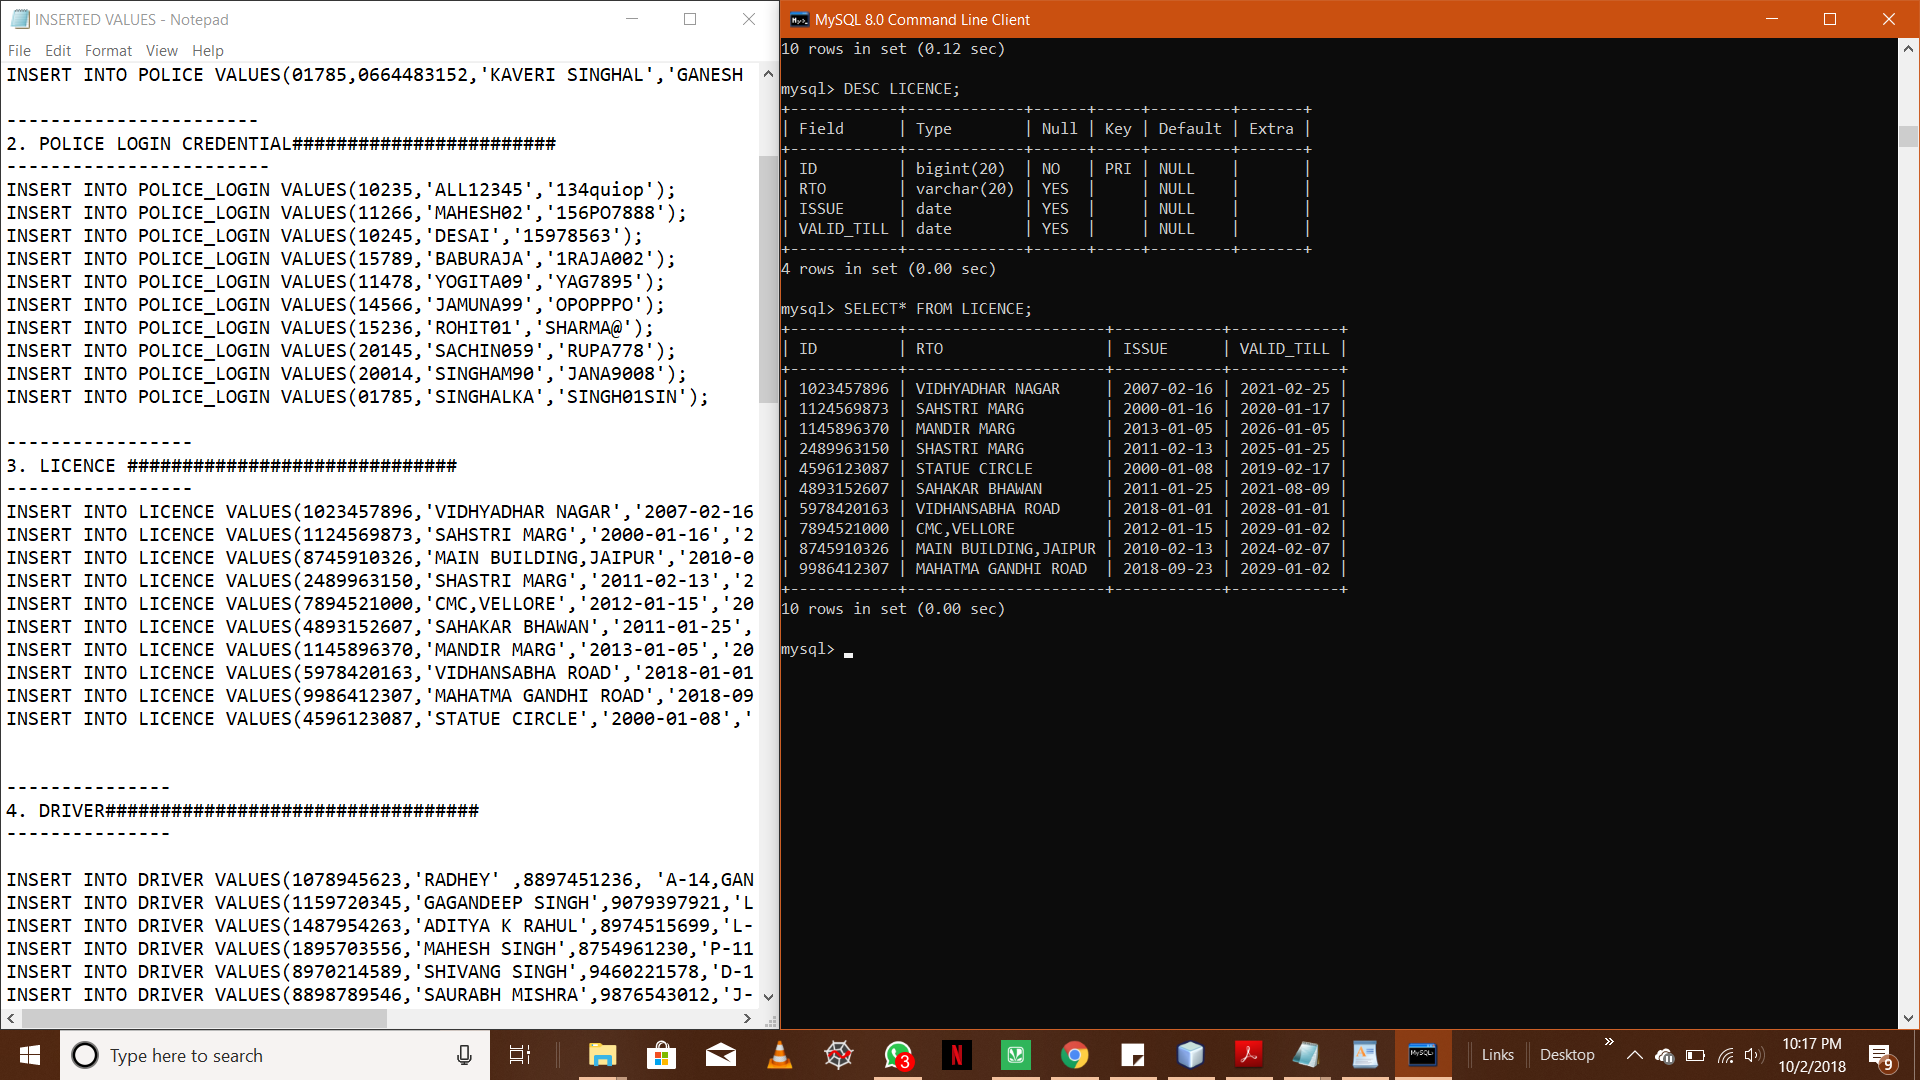 INSERTED VALUES - Notepad
File Edit Format View Help
INSERT INTO POLICE VALUES(01785,0664483152,'KAVERI SINGHAL','GANESH
-----------------------
2. POLICE LOGIN CREDENTIAL########################
------------------------
INSERT INTO POLICE_LOGIN VALUES(10235,'ALL12345','134quiop');
INSERT INTO POLICE_LOGIN VALUES(11266,'MAHESH02','156PO7888');
INSERT INTO POLICE_LOGIN VALUES(10245,'DESAI','15978563');
INSERT INTO POLICE_LOGIN VALUES(15789,'BABURAJA','1RAJA002');
INSERT INTO POLICE_LOGIN VALUES(11478,'YOGITA09','YAG7895');
INSERT INTO POLICE_LOGIN VALUES(14566,'JAMUNA99','OPOPPPO');
INSERT INTO POLICE_LOGIN VALUES(15236,'ROHIT01','SHARMA@');
INSERT INTO POLICE_LOGIN VALUES(20145,'SACHIN059','RUPA778');
INSERT INTO POLICE_LOGIN VALUES(20014,'SINGHAM90','JANA9008');
INSERT INTO POLICE_LOGIN VALUES(01785,'SINGHALKA','SINGH01SIN');
-----------------
3. LICENCE ##############################
-----------------
INSERT INTO LICENCE VALUES(1023457896,'VIDHYADHAR NAGAR','2007-02-16
INSERT INTO LICENCE VALUES(1124569873,'SAHSTRI MARG','2000-01-16','2
INSERT INTO LICENCE VALUES(8745910326,'MAIN BUILDING,JAIPUR','2010-0
INSERT INTO LICENCE VALUES(2489963150,'SHASTRI MARG','2011-02-13','2
INSERT INTO LICENCE VALUES(7894521000,'CMC,VELLORE','2012-01-15','20
INSERT INTO LICENCE VALUES(4893152607,'SAHAKAR BHAWAN','2011-01-25',
INSERT INTO LICENCE VALUES(1145896370,'MANDIR MARG','2013-01-05','20
INSERT INTO LICENCE VALUES(5978420163,'VIDHANSABHA ROAD','2018-01-01
INSERT INTO LICENCE VALUES(9986412307,'MAHATMA GANDHI ROAD','2018-09
INSERT INTO LICENCE VALUES(4596123087,'STATUE CIRCLE','2000-01-08','
---------------
4. DRIVER##################################
---------------
INSERT INTO DRIVER VALUES(1078945623,'RADHEY' ,8897451236, 'A-14,GAN
INSERT INTO DRIVER VALUES(1159720345,'GAGANDEEP SINGH',9079397921,'L
INSERT INTO DRIVER VALUES(1487954263,'ADITYA K RAHUL',8974515699,'L-
INSERT INTO DRIVER VALUES(1895703556,'MAHESH SINGH',8754961230,'P-11
INSERT INTO DRIVER VALUES(8970214589,'SHIVANG SINGH',9460221578,'D-1
INSERT INTO DRIVER VALUES(8898789546,'SAURABH MISHRA',9876543012,'J-
MySQL 8.0 Command Line Client
10 rows in set (0.12 sec)
mysql> DESC LICENCE;
+------------+-------------+------+-----+---------+-------+
| Field      | Type        | Null | Key | Default | Extra |
+------------+-------------+------+-----+---------+-------+
| ID         | bigint(20)  | NO   | PRI | NULL    |       |
| RTO        | varchar(20) | YES  |     | NULL    |       |
| ISSUE      | date        | YES  |     | NULL    |       |
| VALID_TILL | date        | YES  |     | NULL    |       |
+------------+-------------+------+-----+---------+-------+
4 rows in set (0.00 sec)
mysql> SELECT* FROM LICENCE;
+------------+----------------------+------------+------------+
| ID         | RTO                  | ISSUE      | VALID_TILL |
+------------+----------------------+------------+------------+
| 1023457896 | VIDHYADHAR NAGAR     | 2007-02-16 | 2021-02-25 |
| 1124569873 | SAHSTRI MARG         | 2000-01-16 | 2020-01-17 |
| 1145896370 | MANDIR MARG          | 2013-01-05 | 2026-01-05 |
| 2489963150 | SHASTRI MARG         | 2011-02-13 | 2025-01-25 |
| 4596123087 | STATUE CIRCLE        | 2000-01-08 | 2019-02-17 |
| 4893152607 | SAHAKAR BHAWAN       | 2011-01-25 | 2021-08-09 |
| 5978420163 | VIDHANSABHA ROAD     | 2018-01-01 | 2028-01-01 |
| 7894521000 | CMC,VELLORE          | 2012-01-15 | 2029-01-02 |
| 8745910326 | MAIN BUILDING,JAIPUR | 2010-02-13 | 2024-02-07 |
| 9986412307 | MAHATMA GANDHI ROAD  | 2018-09-23 | 2029-01-02 |
+------------+----------------------+------------+------------+
10 rows in set (0.00 sec)
mysql>
Type here to search
3
N
MySQL
Links
Desktop
10:17 PM
10/2/2018
9